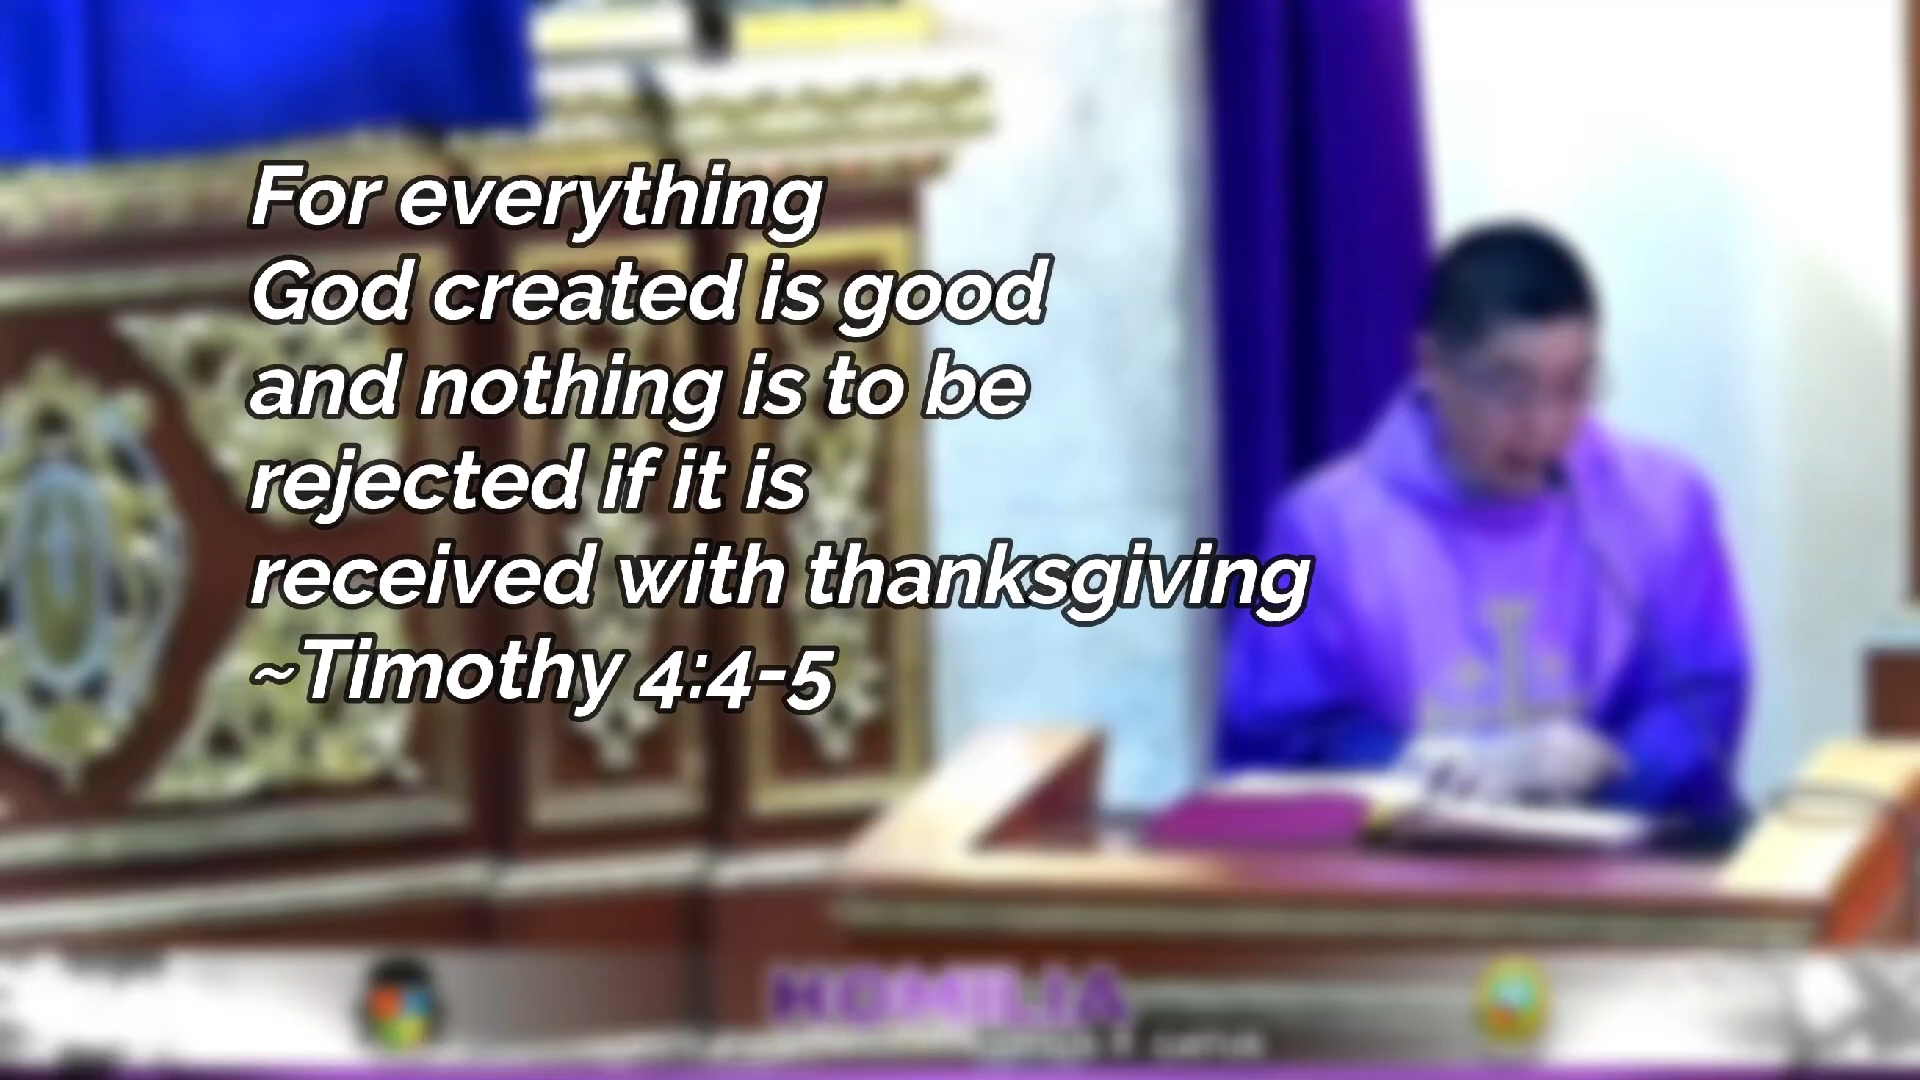 For everything
God created is good
and nothing is to be
rejected if it is
received with thanksgiving
~Timothy 4:4-5
HOMILIA